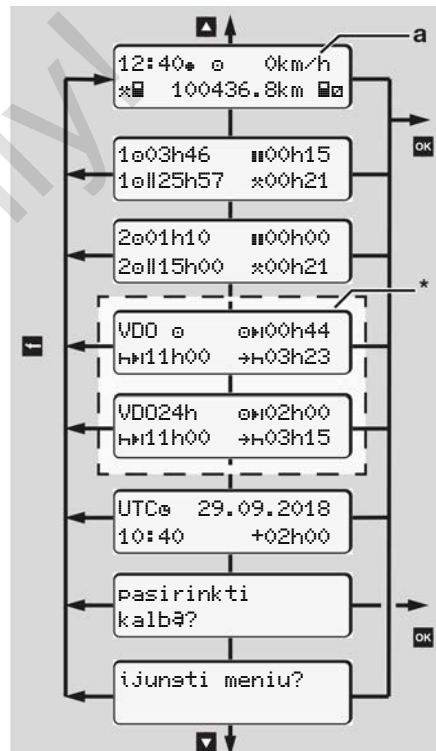 a
12:40 0km/h
100436.8km
OK
1 03h46 00h15
1 25h57 00h21
2 01h10 00h00
2 15h00 00h21
*
VDO 00h44
11h00 03h23
VDO24h 02h00
11h00 03h15
UTC 29.09.2018
10:40 +02h00
pasirinkti
kalbą?
OK
ijungti meniu?